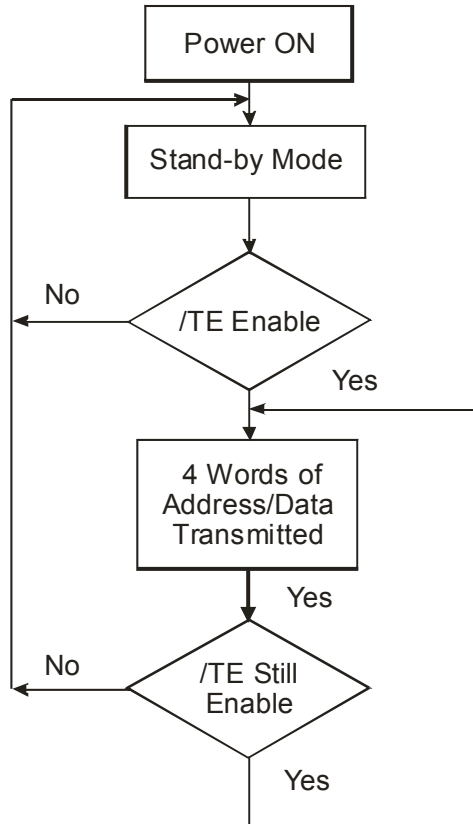 Power ON
Stand-by Mode
No
/TE Enable
Yes
4 Words of
Address/Data
Transmitted
Yes
No
/TE Still
Enable
Yes